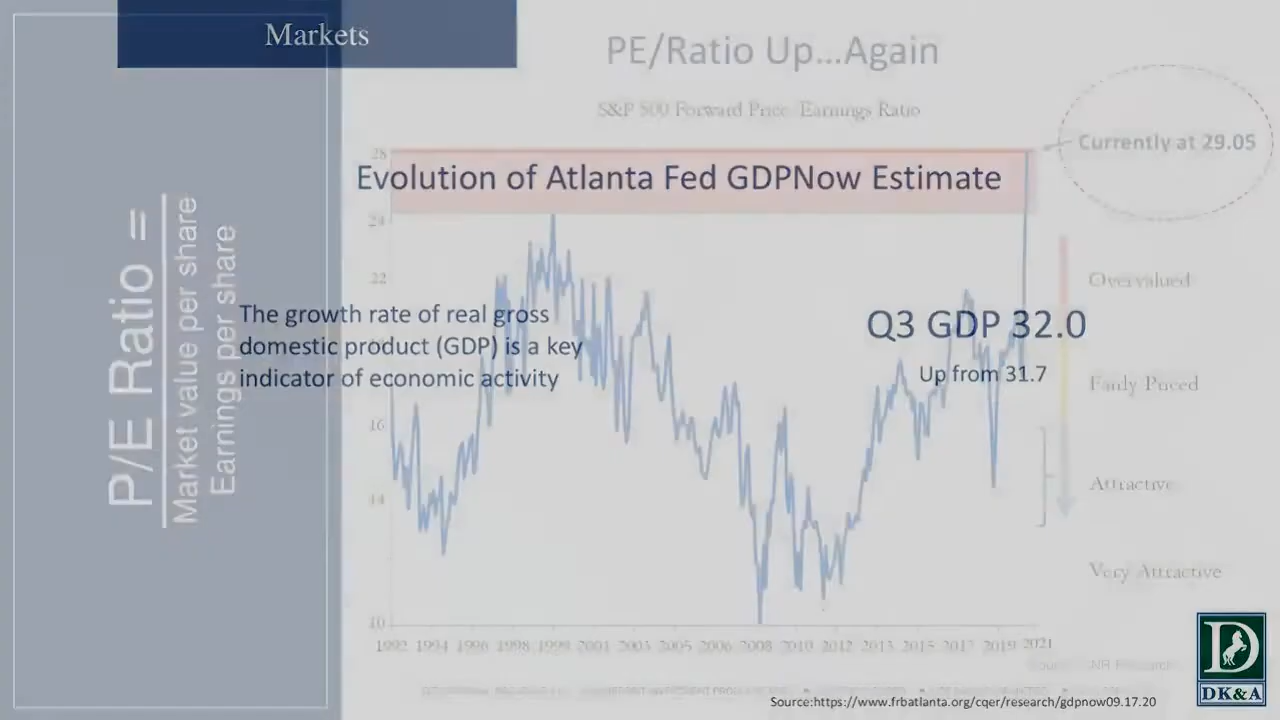 Markets
PE/Ratio Up...Again
S&P 500 Forward Price/Earnings Ratio
Currently at 29.05
28
Evolution of Atlanta Fed GDPNow Estimate
24
22
Overvalued
P/E Ratio =
Market value per share
Earnings per share
The growth rate of real gross
domestic product (GDP) is a key
indicator of economic activity
Q3 GDP 32.0
Up from 31.7
Fairly Priced
16
Attractive
14
Very Attractive
10
1992 1994 1996 1998 1999 2001 2003 2005 2006 2008 2010 2012 2013 2015 2017 2019 2021
Source:https://www.frbatlanta.org/cqer/research/gdpnow09.17.20
D
DK&A